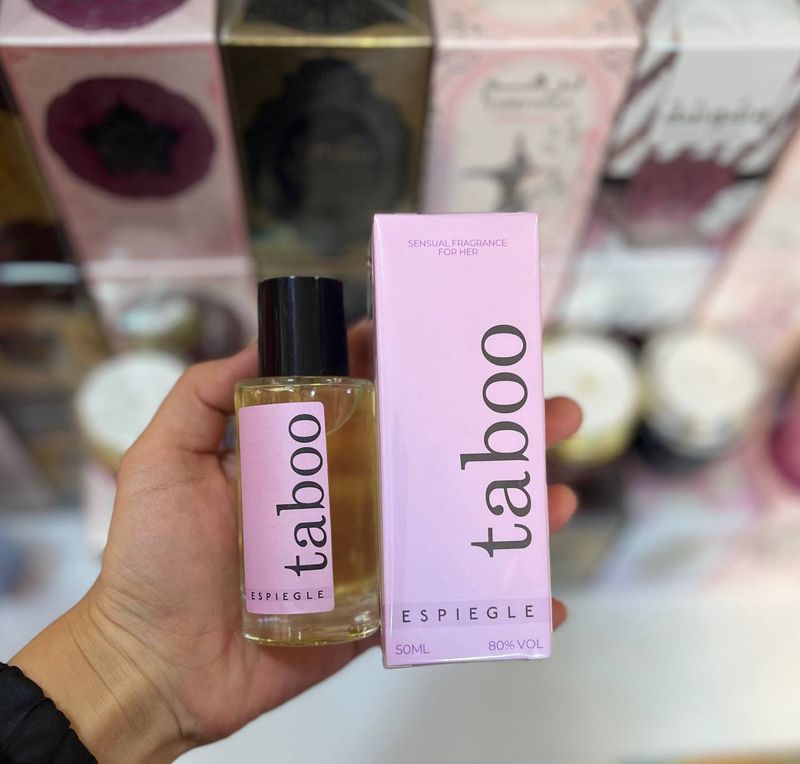 taboo
ESPIEGLE
SENSUAL FRAGRANCE
FOR HER
taboo
ESPIEGLE
50ML
80% VOL